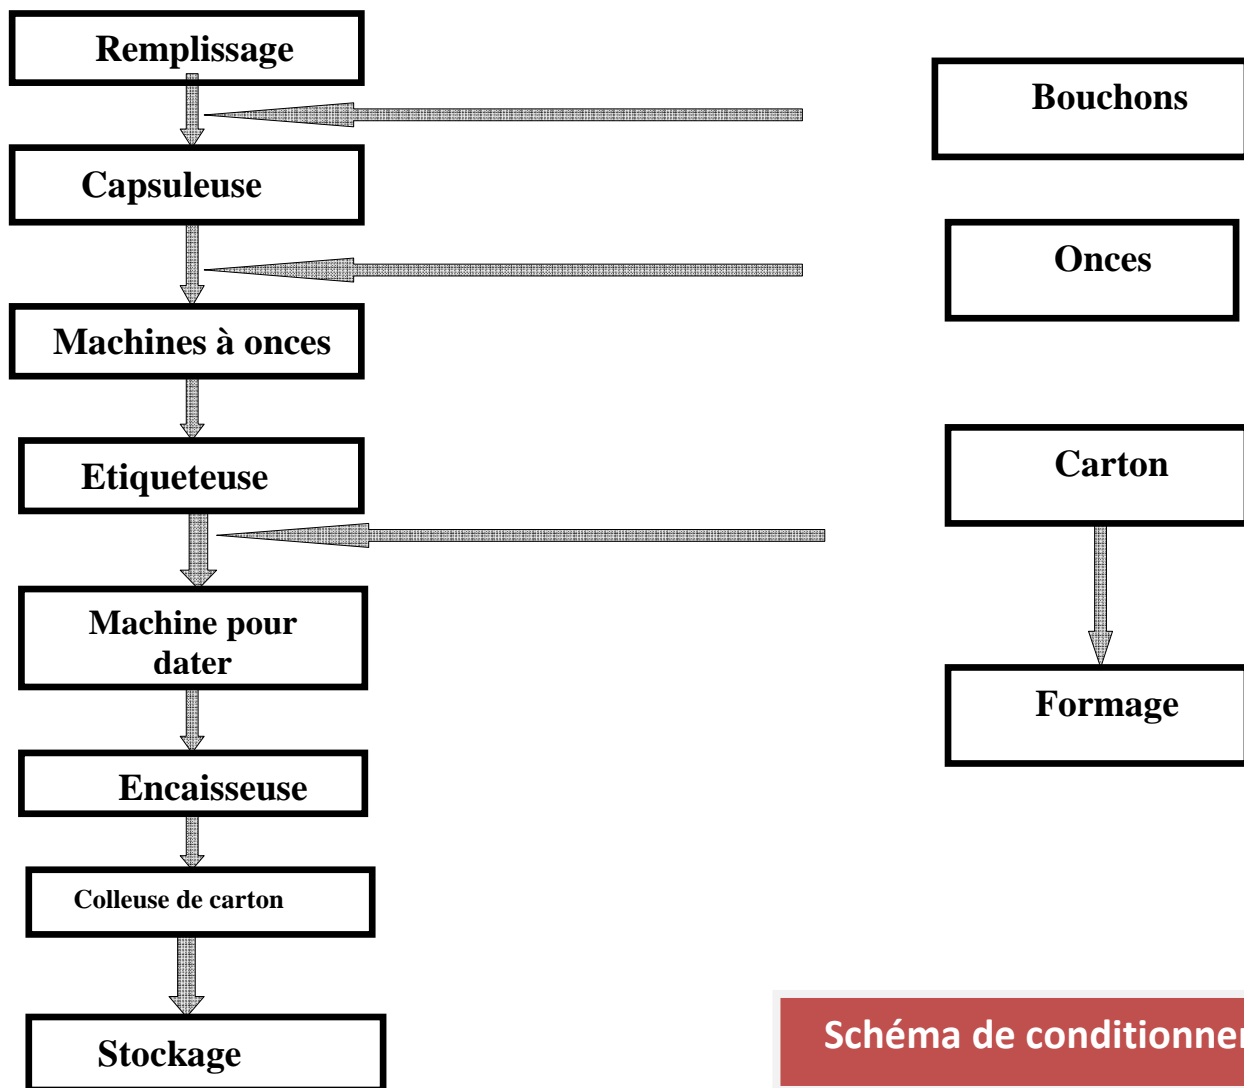 Remplissage
Bouchons
Capsuleuse
Onces
Machines à onces
Carton
Etiqueteuse
Machine pour
dater
Formage
Encaisseuse
Colleuse de carton
Stockage
Schéma de